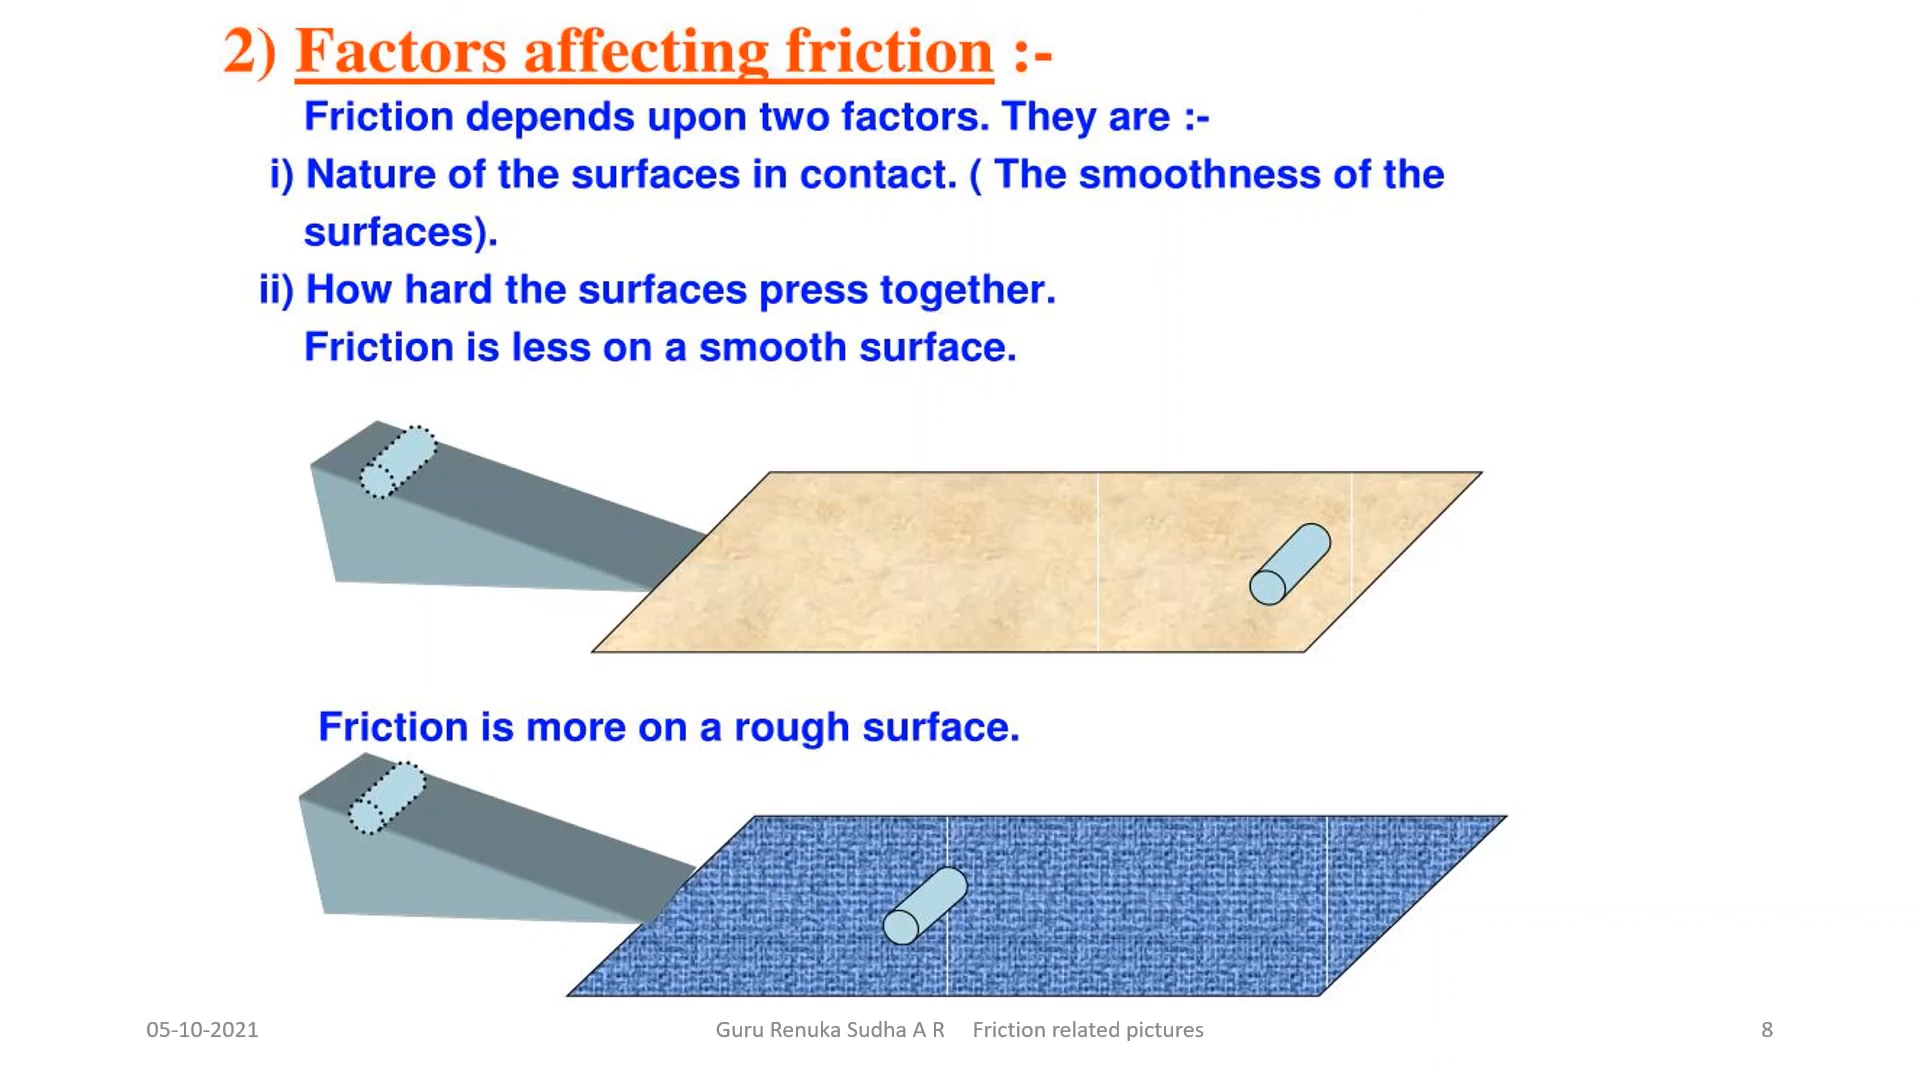 2) Factors affecting friction :-
Friction depends upon two factors. They are :-
i) Nature of the surfaces in contact. ( The smoothness of the
surfaces).
ii) How hard the surfaces press together.
Friction is less on a smooth surface.
Friction is more on a rough surface.
05-10-2021 Guru Renuka Sudha A R Friction related pictures 8